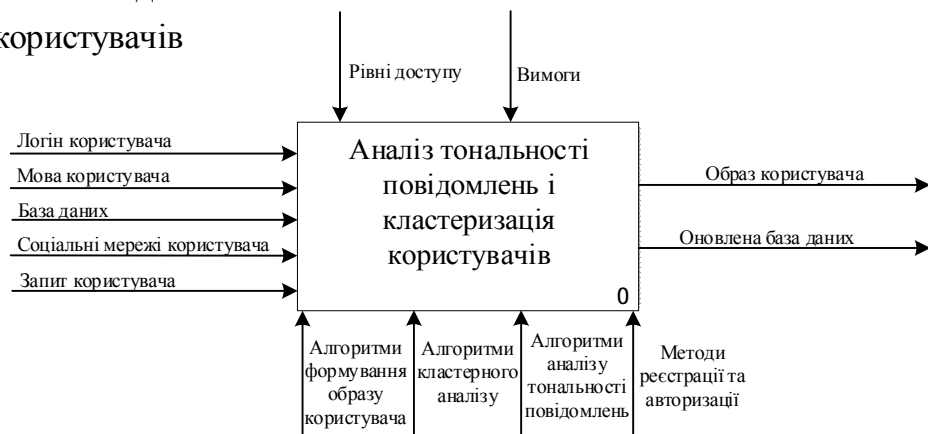 користувачів
Рівні доступу
Вимоги
Логін користувача
Мова користувача
База даних
Соціальні мережі користувача
Запит користувача
Аналіз тональності
повідомлень і
кластеризація
користувачів
0
Образ користувача
Оновлена база даних
Алгоритми
формування
образу
користувача
Алгоритми
кластерного
аналізу
Алгоритми
аналізу
тональності
повідомлень
Методи
реєстрації та
авторизації